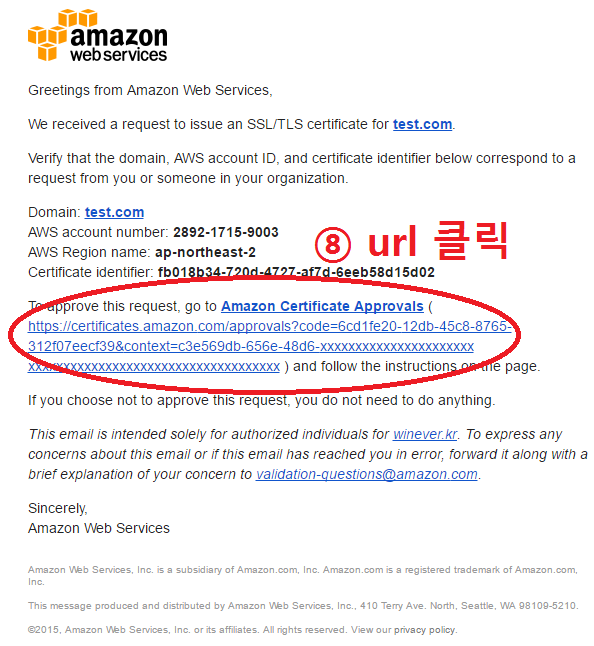 amazon
webservices
Greetings from Amazon Web Services,
We received a request to issue an SSL/TLS certificate for test.com.
Verify that the domain, AWS account ID, and certificate identifier below correspond to a
request from you or someone in your organization.
Domain: test.com
AWS account number: 2892-1715-9003
AWS Region name: ap-northeast-2
Certificate identifier: fb018b34-720d-4727-af7d-6eeb58d15d02
⑧ url 클릭
To approve this request, go to Amazon Certificate Approvals (
https://certificates.amazon.com/approvals?code=6cd1fe20-12db-45c8-8765-
312f07eecf39&context=c3e569db-656e-48d6-xxxxxxxxxxxxxxxxxxxxxx
xxxxxxxxxxxxxxxxxxxxxxxxxxxxxxxxxxxx ) and follow the instructions on the page.
If you choose not to approve this request, you do not need to do anything.
This email is intended solely for authorized individuals for winever.kr. To express any
concerns about this email or if this email has reached you in error, forward it along with a
brief explanation of your concern to validation-questions@amazon.com.
Sincerely,
Amazon Web Services
Amazon Web Services, Inc. is a subsidiary of Amazon.com, Inc. Amazon.com is a registered trademark of Amazon.com,
Inc.
This message produced and distributed by Amazon Web Services, Inc., 410 Terry Ave. North, Seattle, WA 98109-5210.
©2015, Amazon Web Services, Inc. or its affiliates. All rights reserved. View our privacy policy.